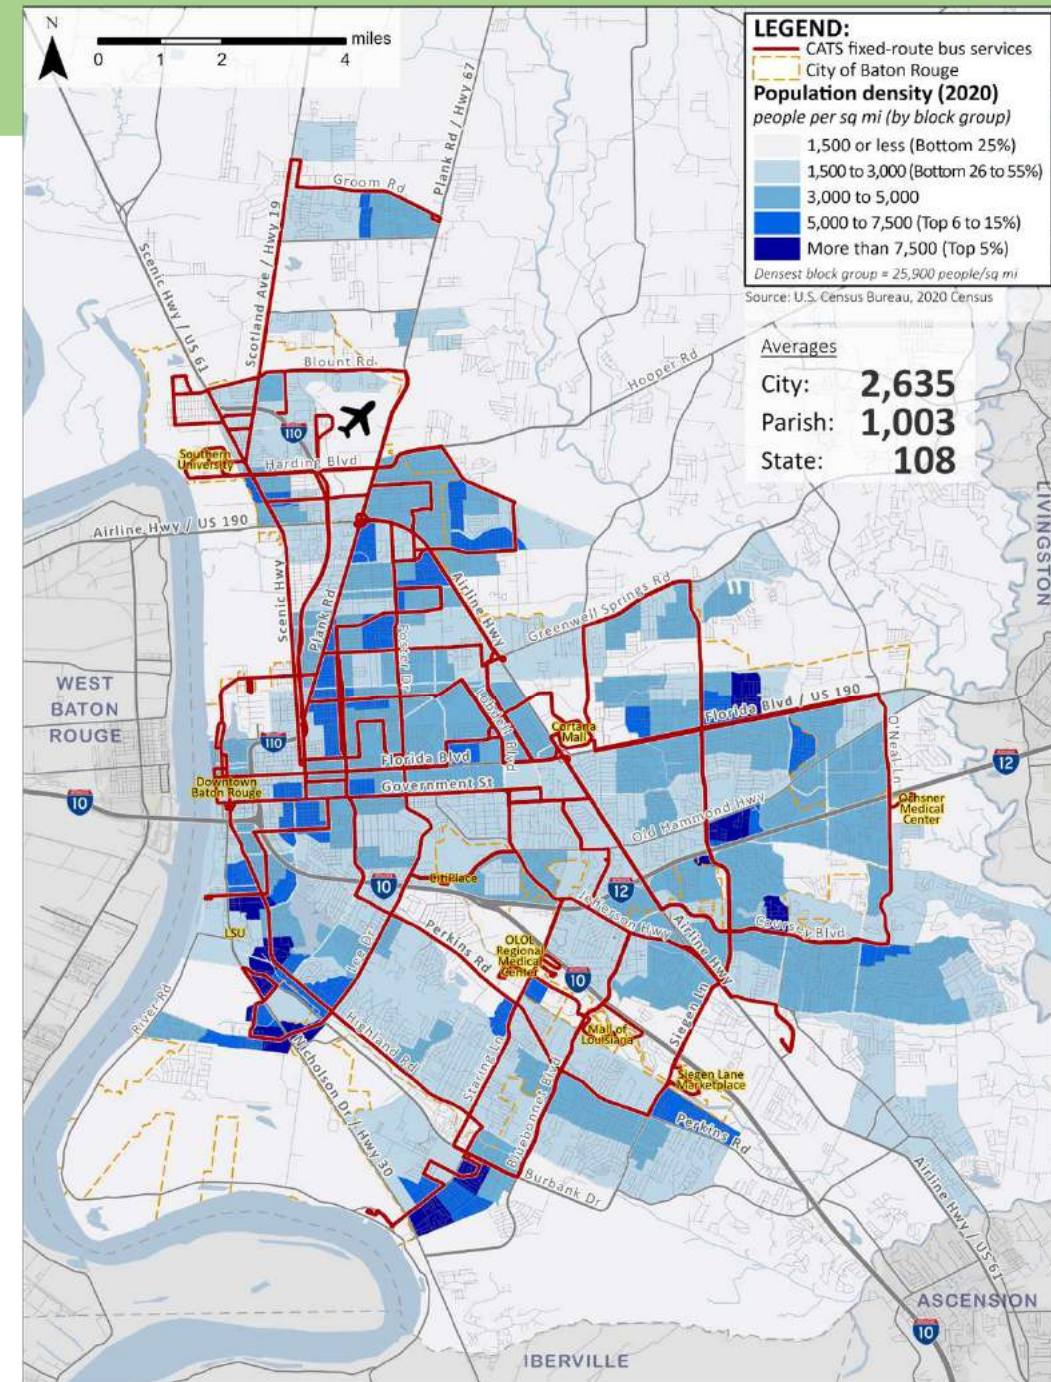 N
miles
0 1 2 4
LEGEND:
CATS fixed-route bus services
City of Baton Rouge
Population density (2020)
people per sq mi (by block group)
1,500 or less (Bottom 25%)
1,500 to 3,000 (Bottom 26 to 55%)
3,000 to 5,000
5,000 to 7,500 (Top 6 to 15%)
More than 7,500 (Top 5%)
Densest block group = 25,900 people/sq mi
Source: U.S. Census Bureau, 2020 Census
Averages
City: 2,635
Parish: 1,003
State: 108
Plank Rd / Hwy 67
Groom Rd
Scotland Ave / Hwy 19
Scenic Hwy / US 61
Blount Rd
Hooper Rd
110
Southern
University
Harding Blvd
Airline Hwy / US 190
LIVINGSTON
Scenic Hwy
Plank Rd
Foster Dr
Airline Hwy
Greenwell Springs Rd
WEST
BATON
ROUGE
Lobdell Blvd
Florida Blvd / US 190
Cortana
Mall
O'Neal Ln
110
Florida Blvd
12
Downtown
Baton Rouge
Government St
10
Old Hammond Hwy
Ochsner
Medical
Center
CitiPlace
10
12
Jefferson Hwy
Airline Hwy
Coursey Blvd
LSU
Lee Dr
Perkins Rd
OLOL
Regional
Medical
Center
10
River Rd
Highland Rd
Siegen Ln
Mall of
Louisiana
Nicholson Dr / Hwy 30
Staring Ln
Bluebonnet Blvd
Siegen Lane
Marketplace
Perkins Rd
Burbank Dr
Airline Hwy / US 61
ASCENSION
10
IBERVILLE